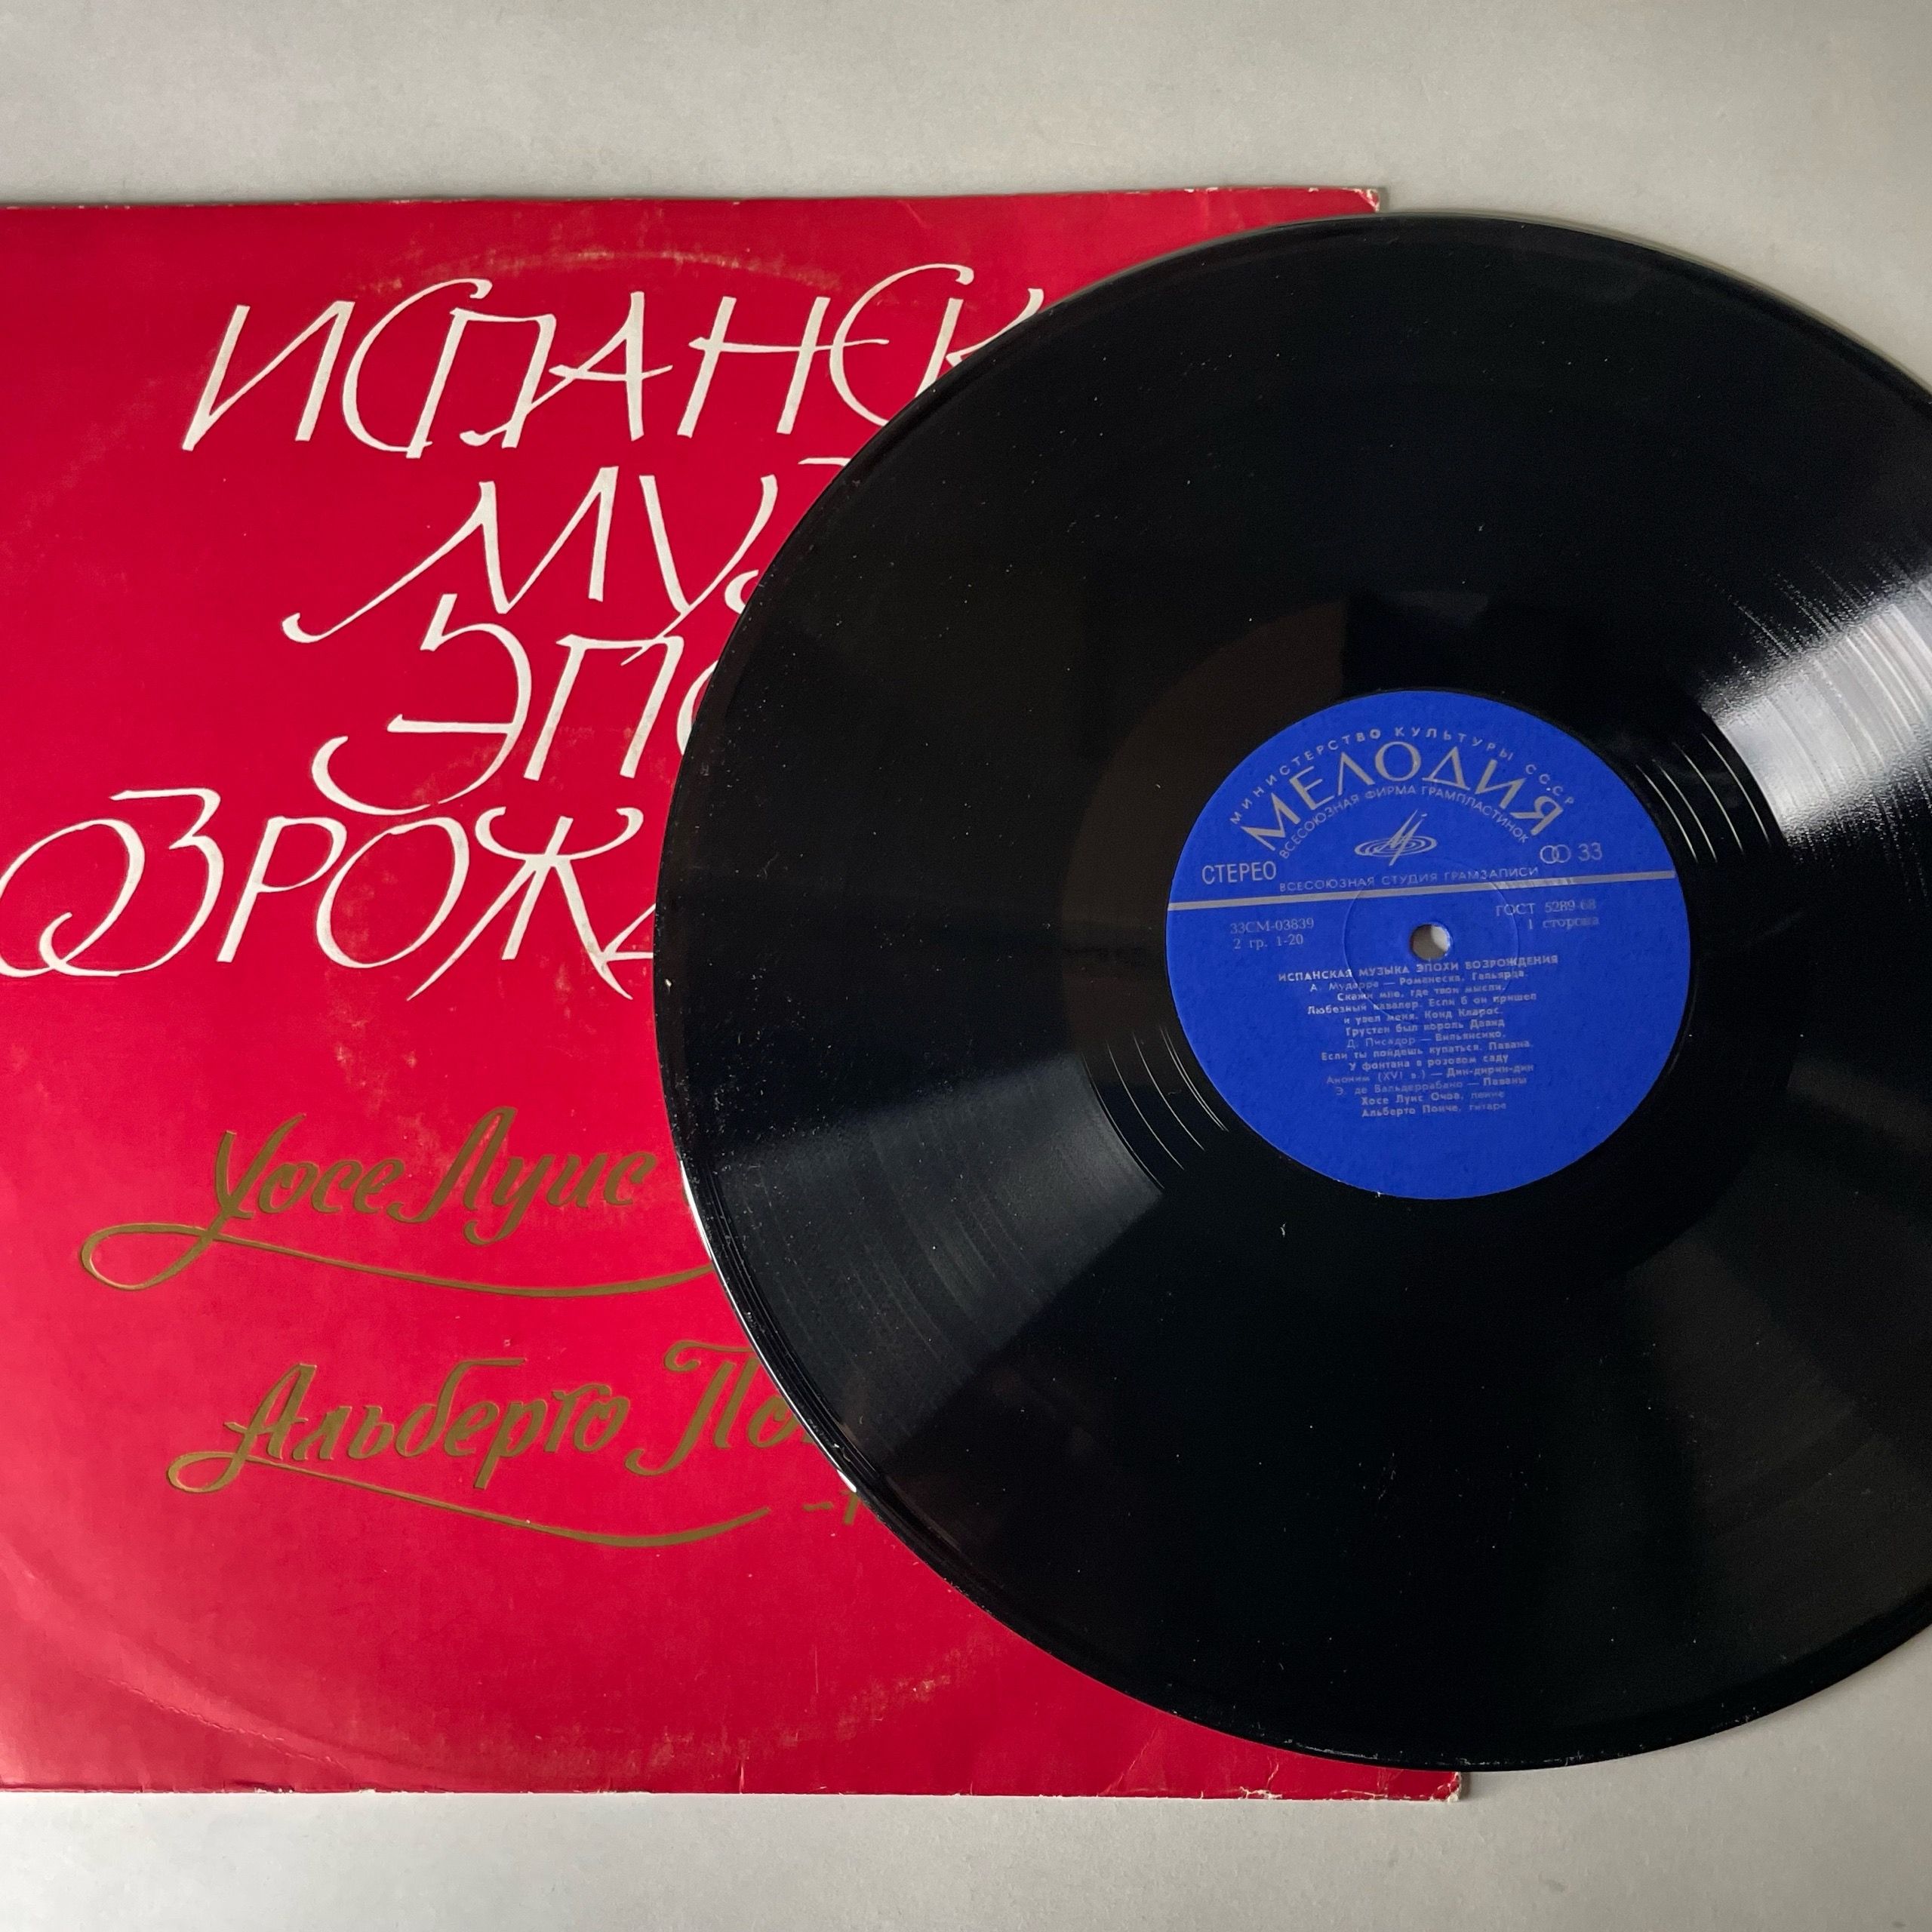 ИСПАНСК
МУЗ
ЭПО
ОЗРОЖД
Хосе Луис
Альберто По
МИНИСТЕРСТВО КУЛЬТУРЫ СССР
МЕЛОДИЯ
ВСЕСОЮЗНАЯ ФИРМА ГРАМПЛАСТИНОК
СТЕРЕО
33
ВСЕСОЮЗНАЯ СТУДИЯ ГРАМЗАПИСИ
33СМ-03839
ГОСТ 5289-68
2 гр. 1-20
1 сторона
ИСПАНСКАЯ МУЗЫКА ЭПОХИ ВОЗРОЖДЕНИЯ
А. Мударра — Романеска. Гальярда.
Скажи мне, где твои мысли.
Любезный кавалер. Если б он пришел
и увел меня. Конд Кларос.
Грустен был король Давид
Д. Писадор — Вильянсико.
Если ты пойдешь купаться. Павана.
У фонтана в розовом саду
Аноним (XVI в.) — Дин-дирин-дин
Э. де Вальдеррабано — Паваны
Хосе Луис Очоа, пение
Альберто Понче, гитара